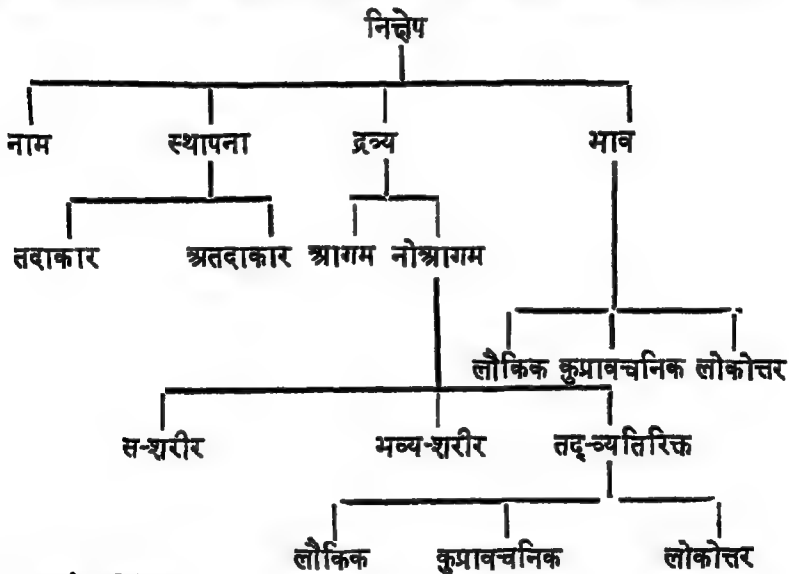 निक्षेप
नाम स्थापना द्रव्य भाव
तदाकार अतदाकार आगम नोआगम
लौकिक कुप्रावचनिक लोकोत्तर
स-शरीर भव्य-शरीर तद्-व्यतिरिक्त
लौकिक कुप्रावचनिक लोकोत्तर